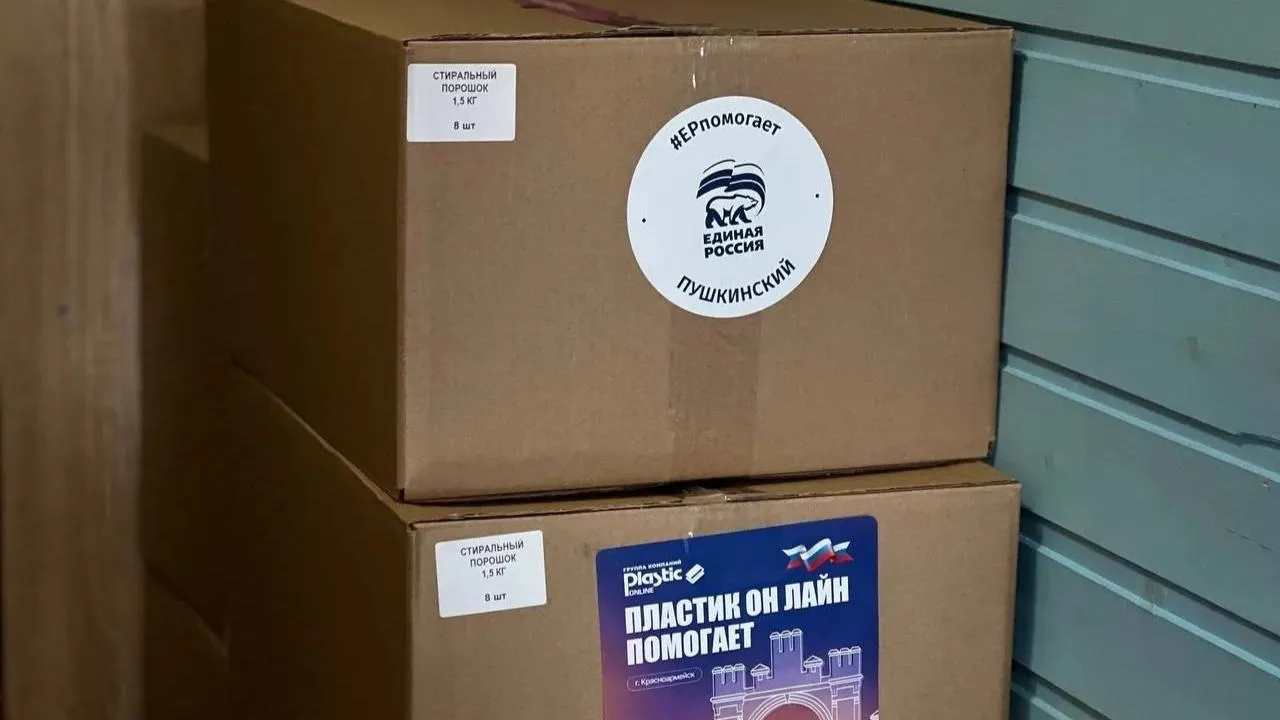 СТИРАЛЬНЫЙ
ПОРОШОК
1,5 КГ
8 шт
#ЕРпомогает
ЕДИНАЯ
РОССИЯ
ПУШКИНСКИЙ
СТИРАЛЬНЫЙ
ПОРОШОК
1,5 КГ
8 шт
ГРУППА КОМПАНИЙ
plastic
ONLINE
ПЛАСТИК ОН ЛАЙН
ПОМОГАЕТ
г. Красноармейск